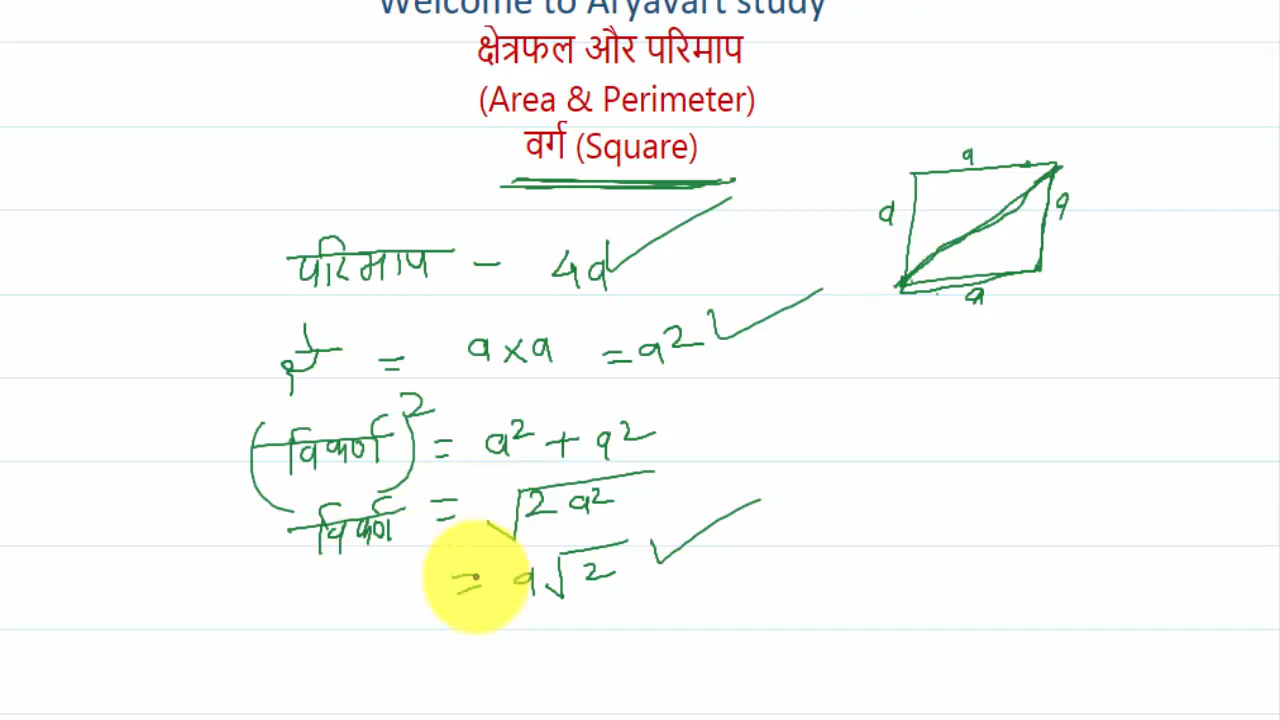 Welcome to Aryavart study
क्षेत्रफल और परिमाप
(Area & Perimeter)
वर्ग (Square)
a
a
a
a
परिमाप - 4a
= a × a = a²
(विकर्ण)² = a² + a²
विकर्ण = √2a²
= a√2